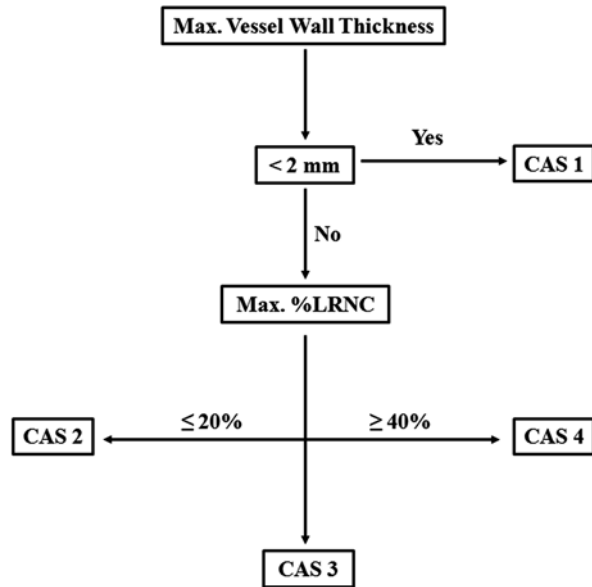 Max. Vessel Wall Thickness
Yes
< 2 mm
CAS 1
No
Max. %LRNC
≤ 20%
≥ 40%
CAS 2
CAS 4
CAS 3